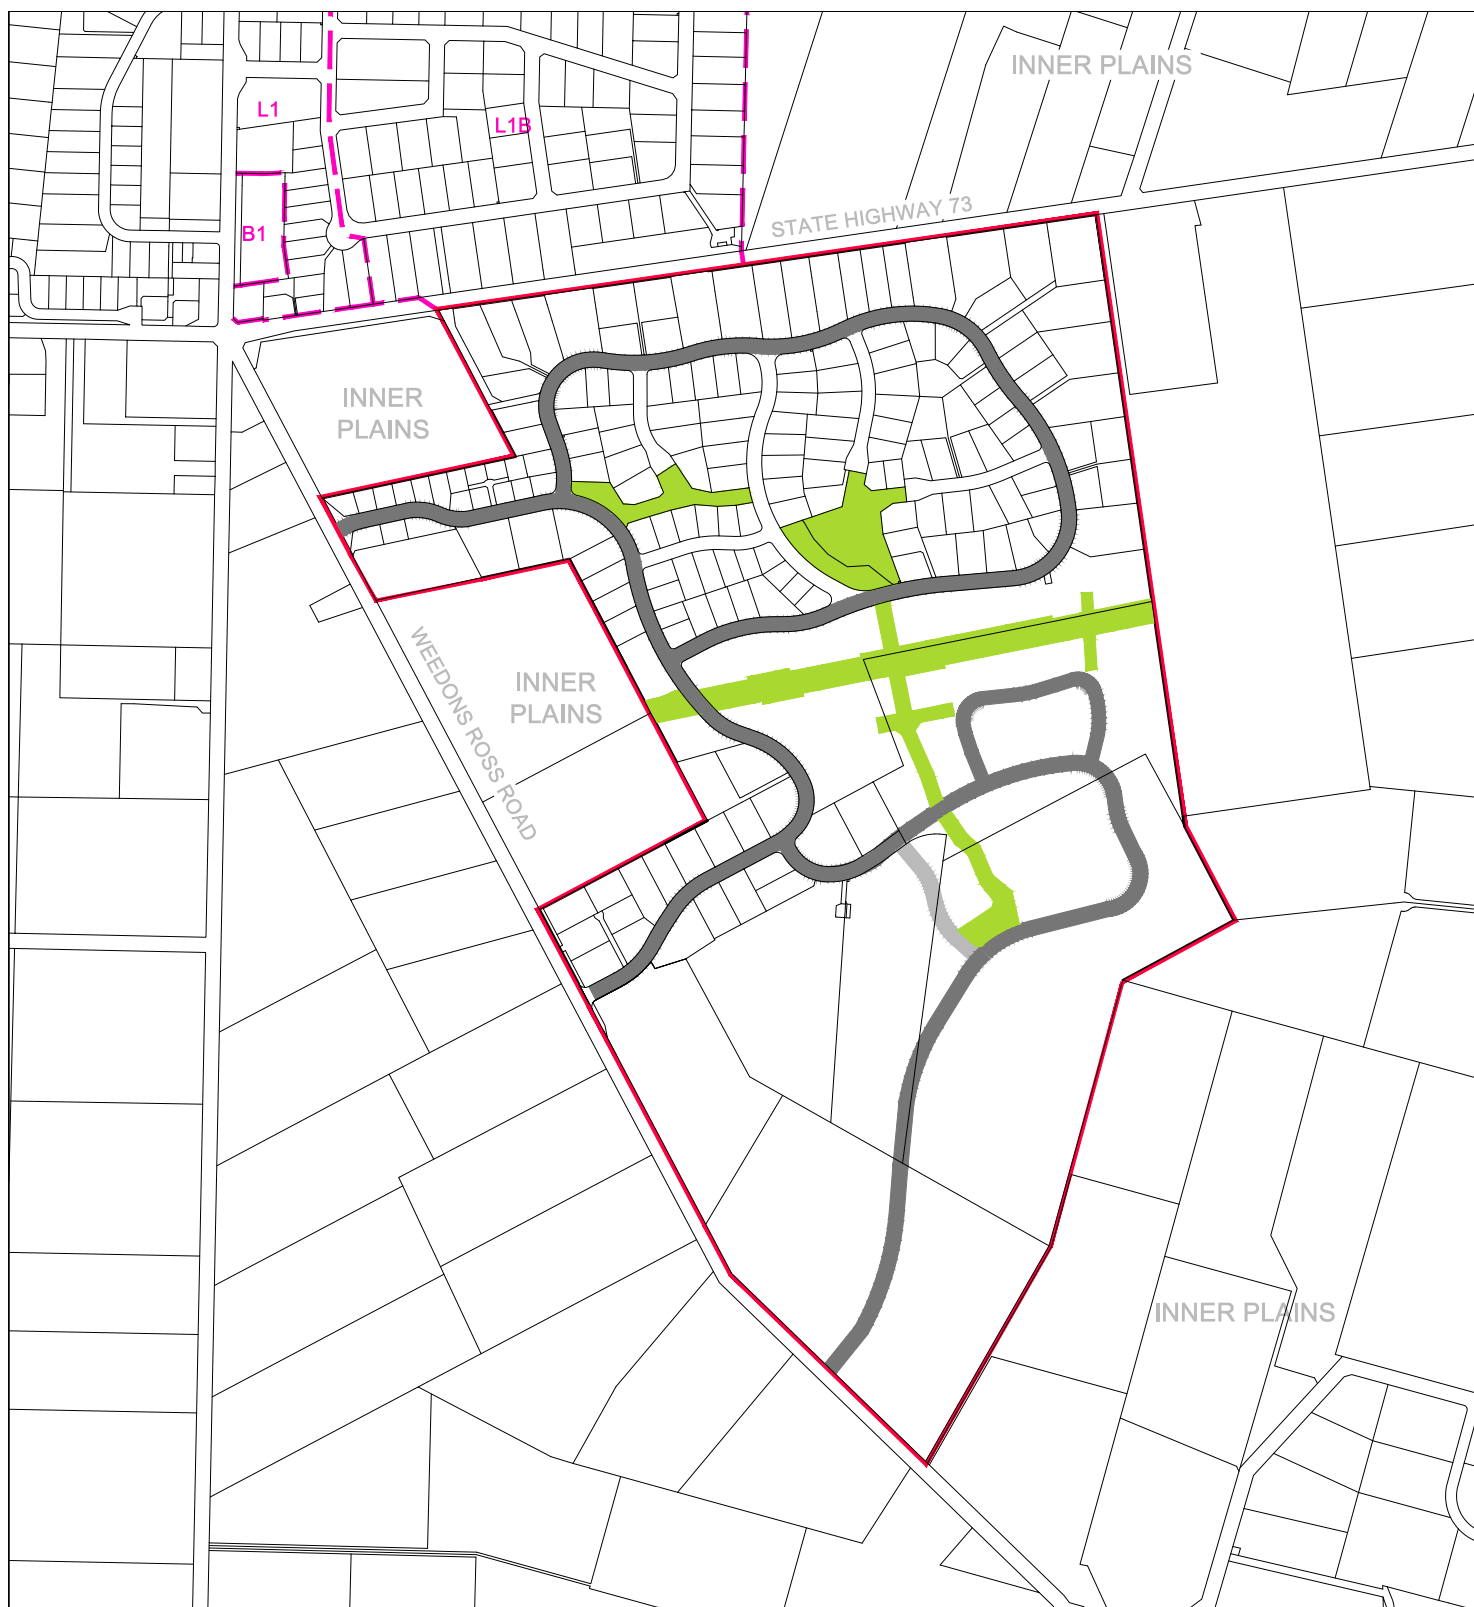 INNER PLAINS
L1
L1B
STATE HIGHWAY 73
B1
INNER
PLAINS
INNER
PLAINS
WEEDONS ROSS ROAD
INNER PLAINS